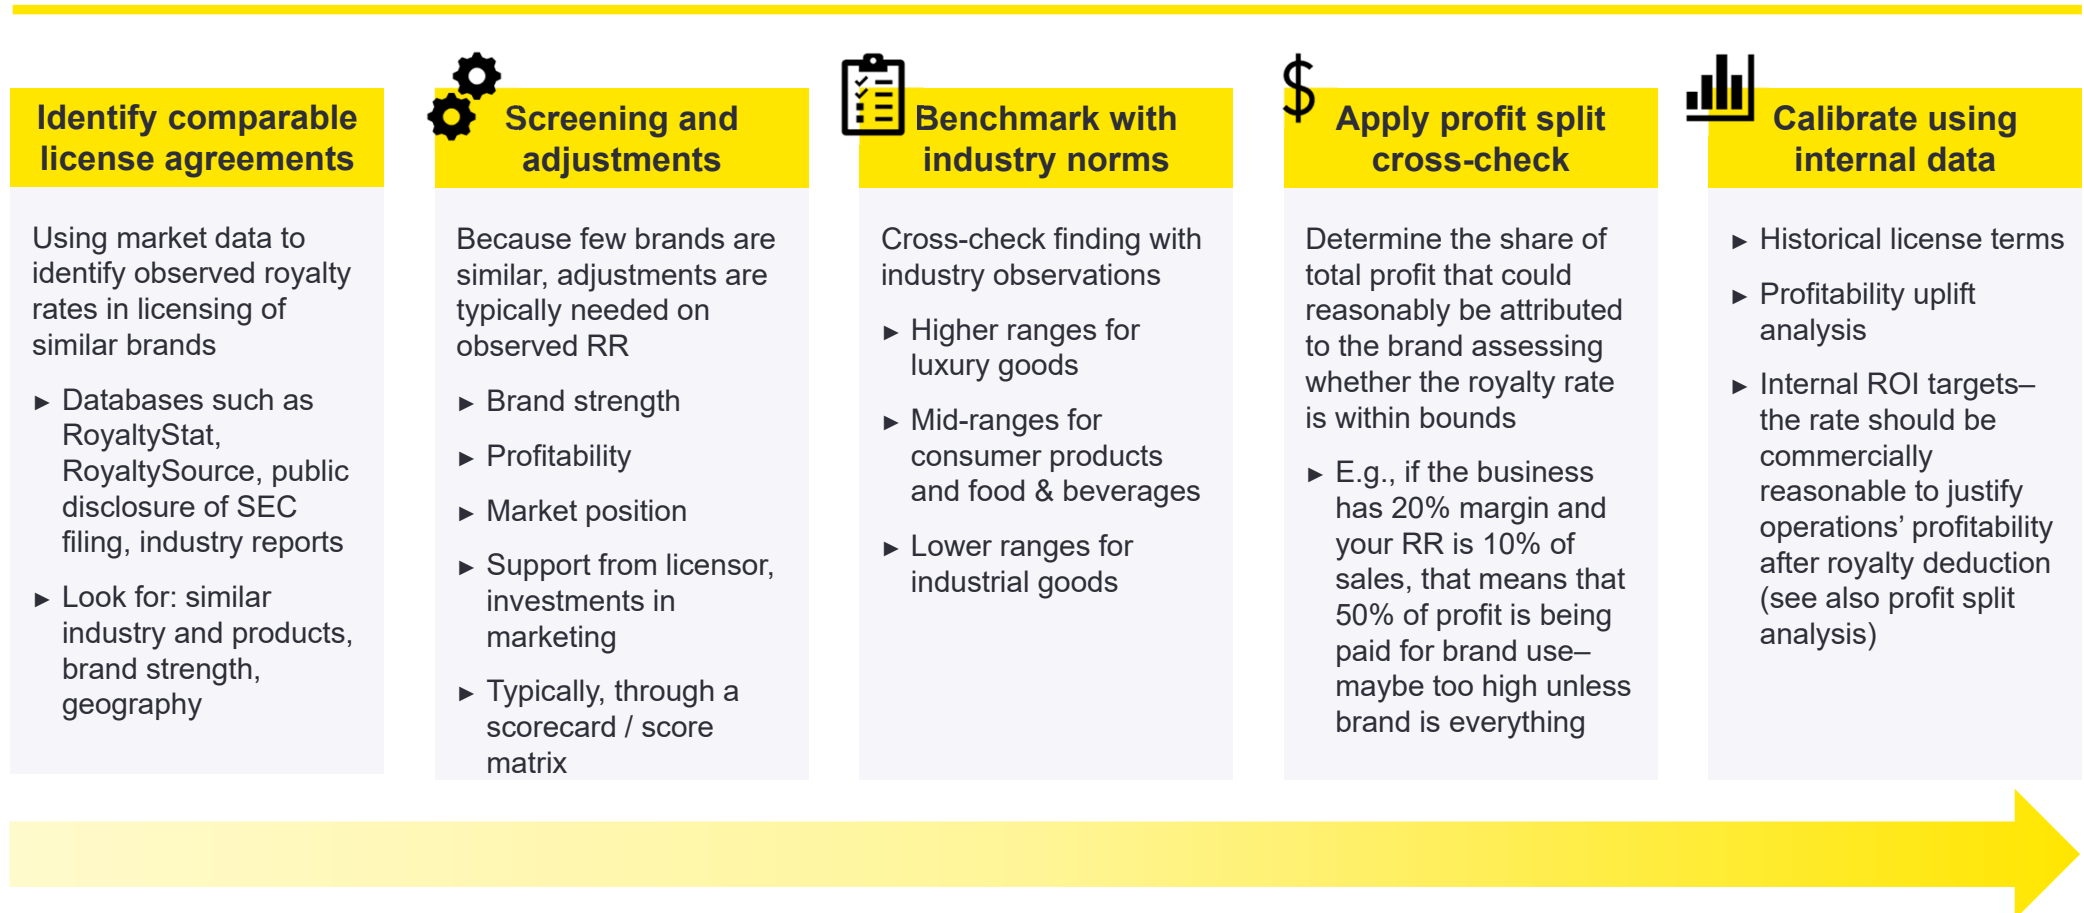 Identify comparable
license agreements
Using market data to
identify observed royalty
rates in licensing of
similar brands
► Databases such as
RoyaltyStat,
RoyaltySource, public
disclosure of SEC
filing, industry reports
► Look for: similar
industry and products,
brand strength,
geography
Screening and
adjustments
Because few brands are
similar, adjustments are
typically needed on
observed RR
► Brand strength
► Profitability
► Market position
► Support from licensor,
investments in
marketing
► Typically, through a
scorecard / score
matrix
Benchmark with
industry norms
Cross-check finding with
industry observations
► Higher ranges for
luxury goods
► Mid-ranges for
consumer products
and food & beverages
► Lower ranges for
industrial goods
$
Apply profit split
cross-check
Determine the share of
total profit that could
reasonably be attributed
to the brand assessing
whether the royalty rate
is within bounds
► E.g., if the business
has 20% margin and
your RR is 10% of
sales, that means that
50% of profit is being
paid for brand use–
maybe too high unless
brand is everything
Calibrate using
internal data
► Historical license terms
► Profitability uplift
analysis
► Internal ROI targets–
the rate should be
commercially
reasonable to justify
operations’ profitability
after royalty deduction
(see also profit split
analysis)